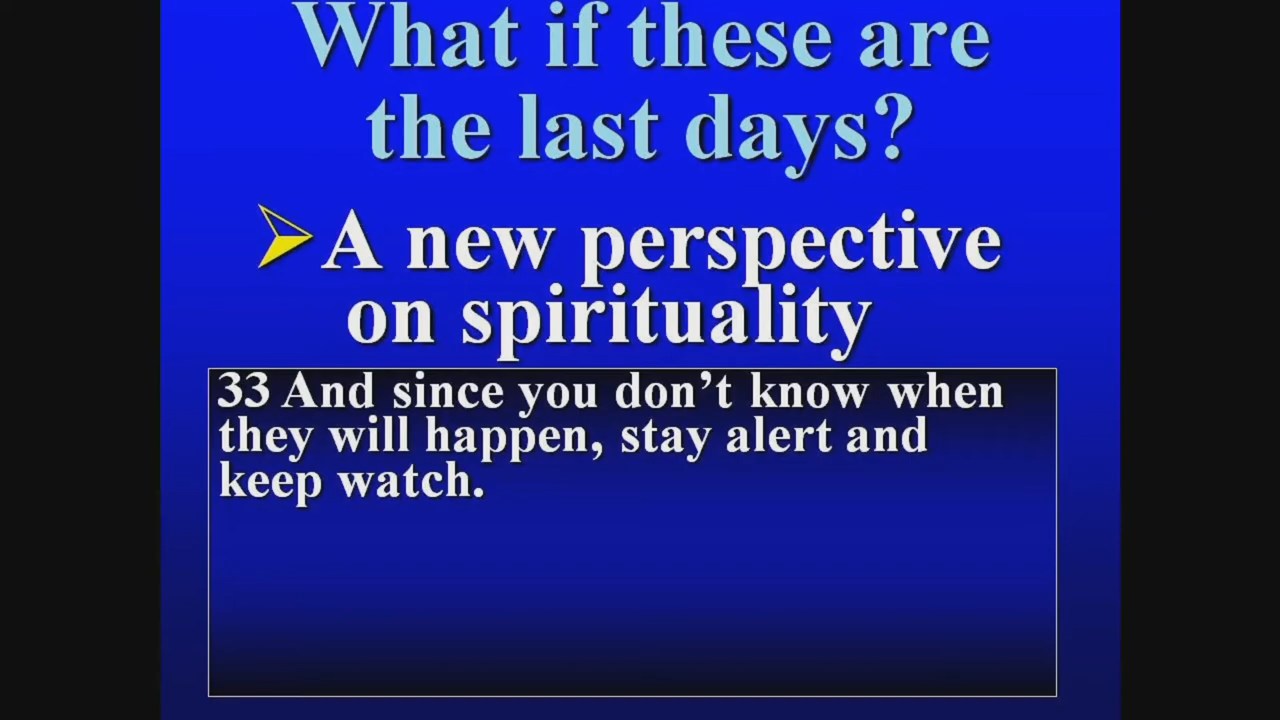 What if these are
the last days?
A new perspective
on spirituality
33 And since you don’t know when
they will happen, stay alert and
keep watch.